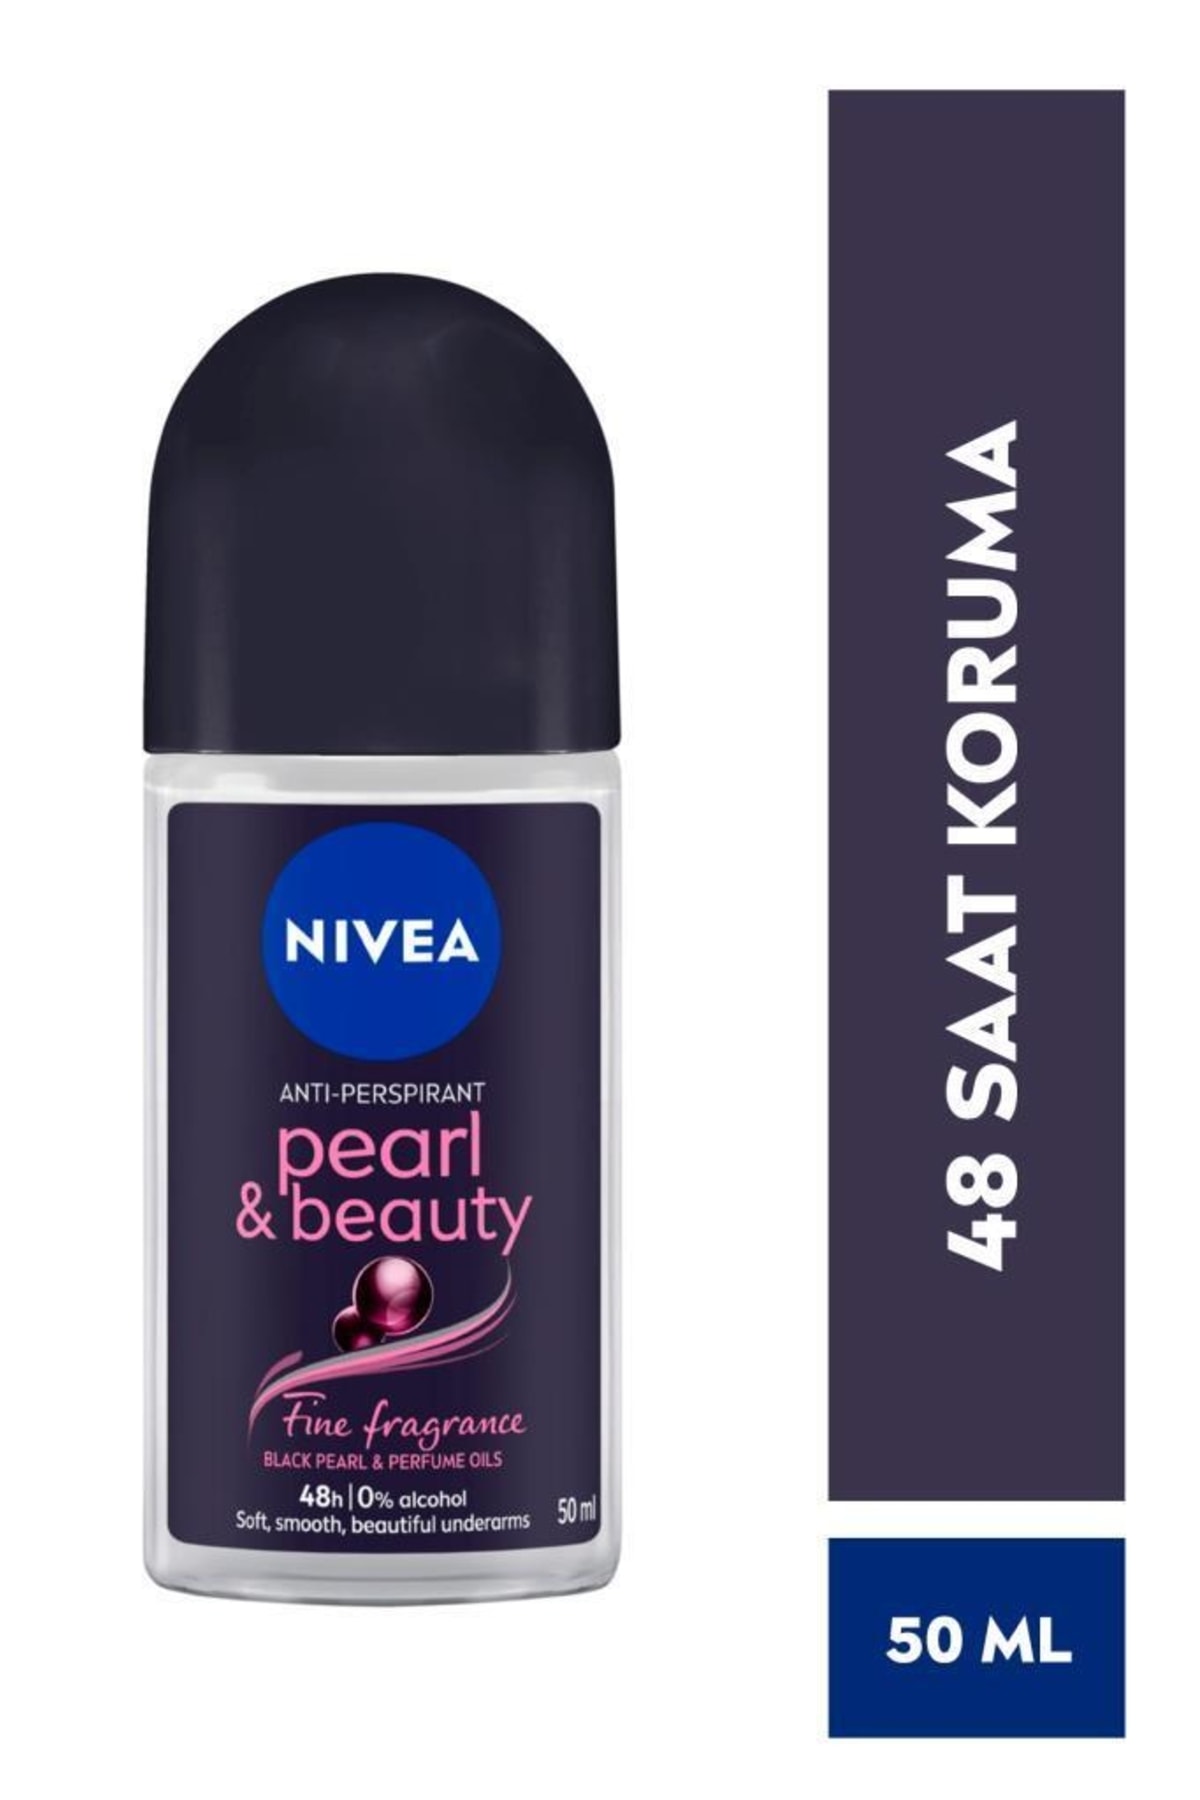 NIVEA
ANTI-PERSPIRANT
pearl
& beauty
Fine fragrance
BLACK PEARL & PERFUME OILS
48h | 0% alcohol
Soft, smooth, beautiful underarms
50 ml
48 SAAT KORUMA
50 ML